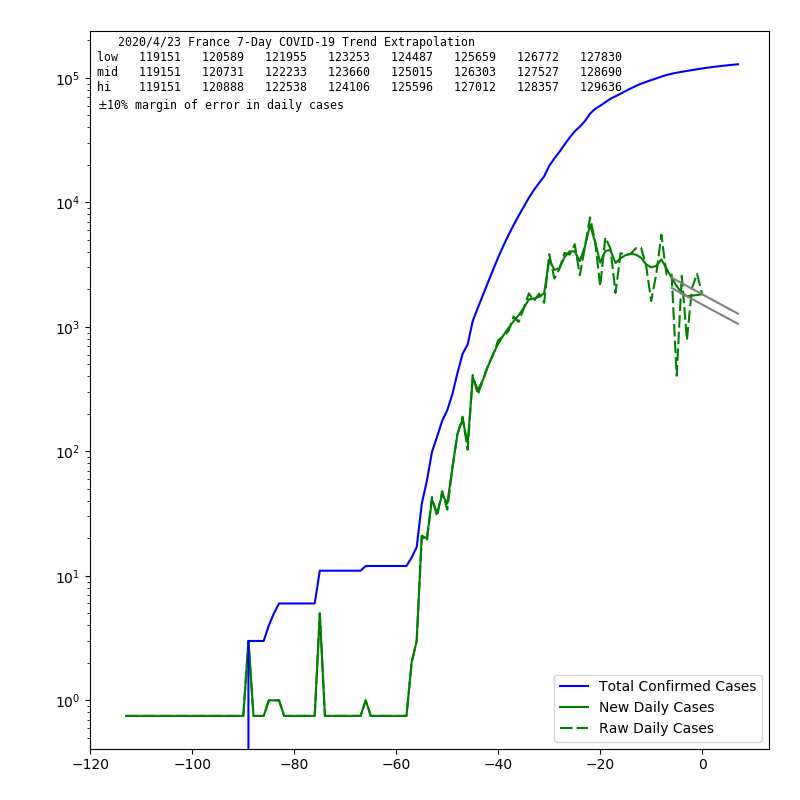 2020/4/23 France 7-Day COVID-19 Trend Extrapolation
low 119151 120589 121955 123253 124487 125659 126772 127830
mid 119151 120731 122233 123660 125015 126303 127527 128690
hi 119151 120888 122538 124106 125596 127012 128357 129636
±10% margin of error in daily cases
10⁵
10⁴
10³
10²
10¹
10⁰
Total Confirmed Cases
New Daily Cases
Raw Daily Cases
−120 −100 −80 −60 −40 −20 0